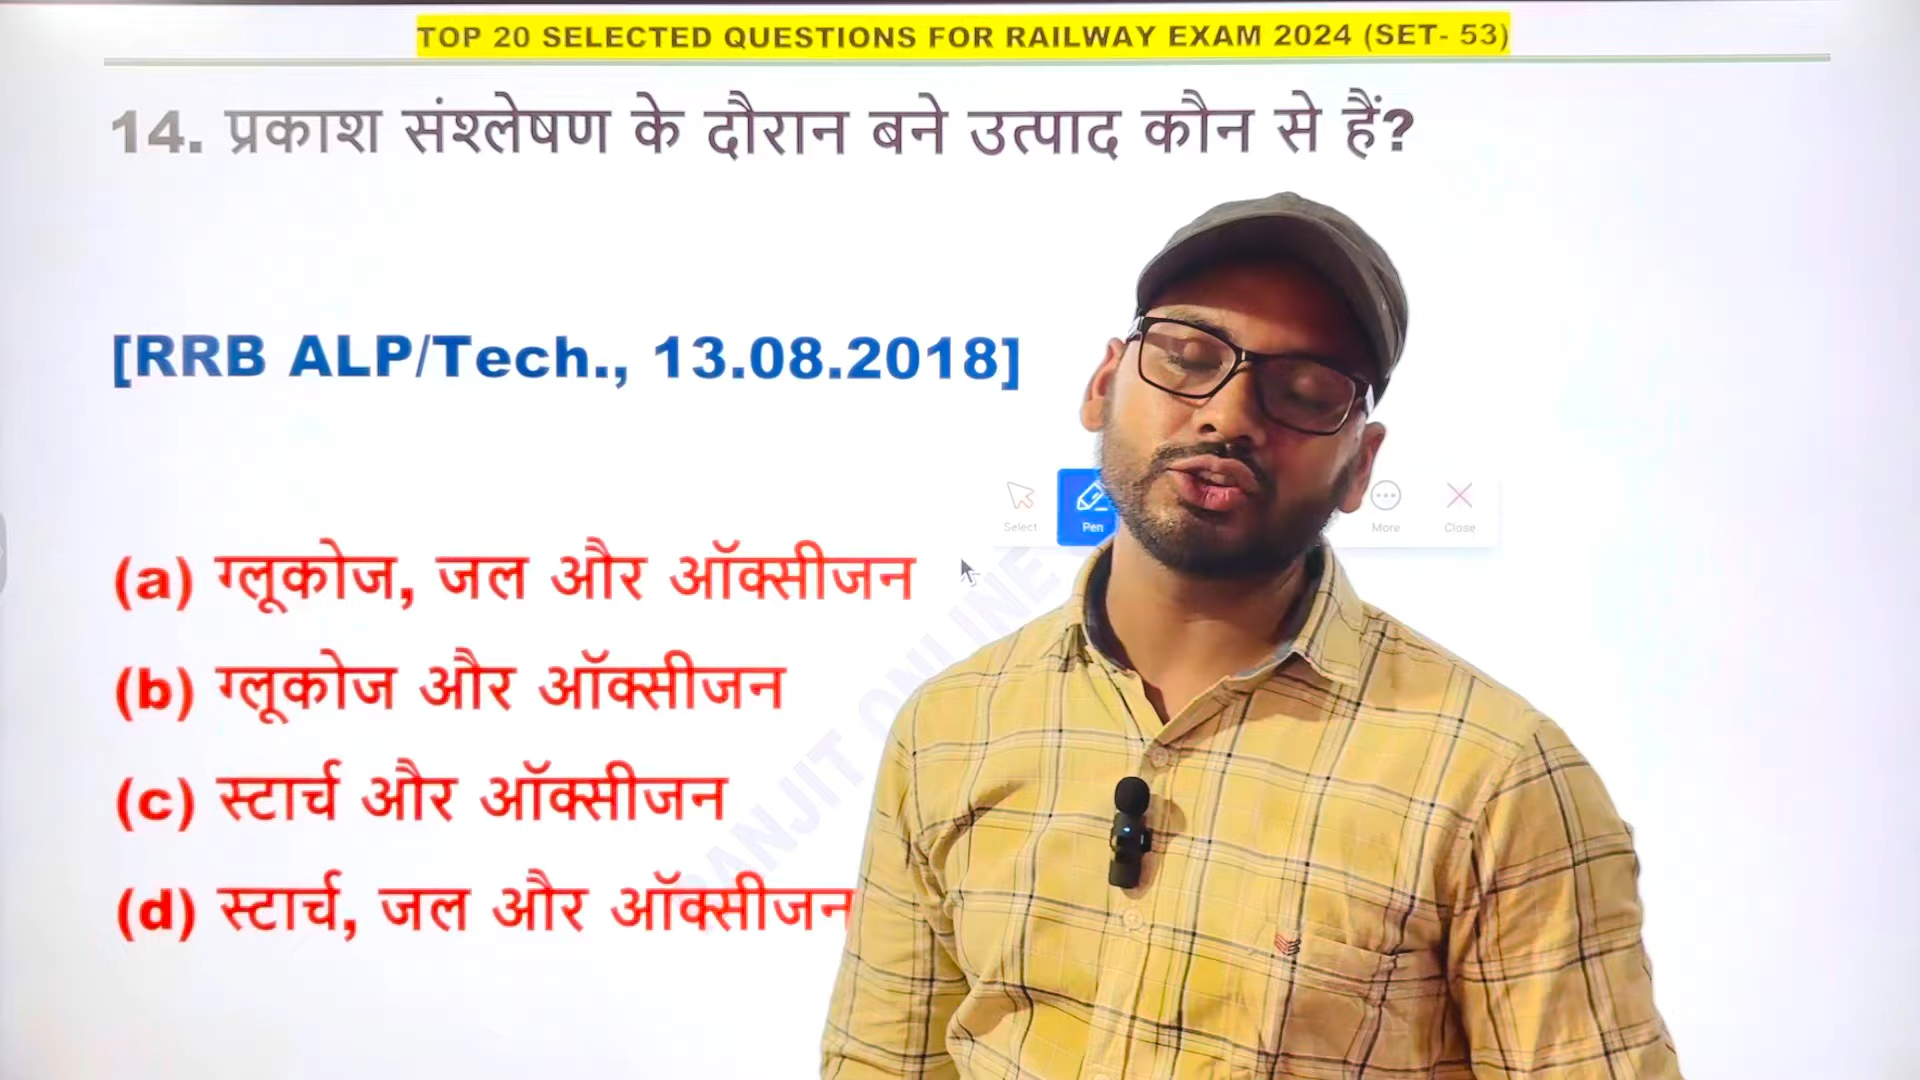 TOP 20 SELECTED QUESTIONS FOR RAILWAY EXAM 2024 (SET- 53)
14. प्रकाश संश्लेषण के दौरान बने उत्पाद कौन से हैं?
[RRB ALP/Tech., 13.08.2018]
Select Pen More Close
(a) ग्लूकोज, जल और ऑक्सीजन
(b) ग्लूकोज और ऑक्सीजन
(c) स्टार्च और ऑक्सीजन
(d) स्टार्च, जल और ऑक्सीजन
RANJIT ONLINE